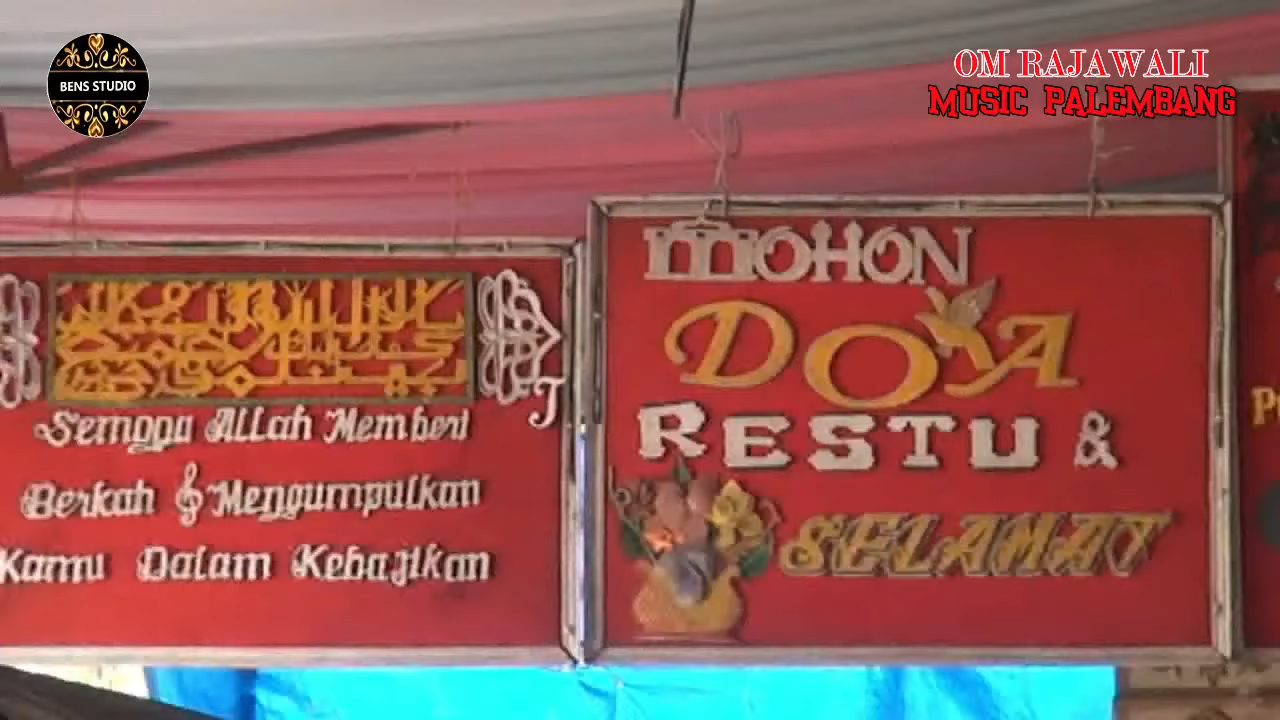 BENS STUDIO
OM RAJAWALI
MUSIC PALEMBANG
Semoga ALLah Memberi
Berkah Mengumpulkan
Kamu Dalam Kebajikan
MOHON
DOA
RESTU &
SELAMAT